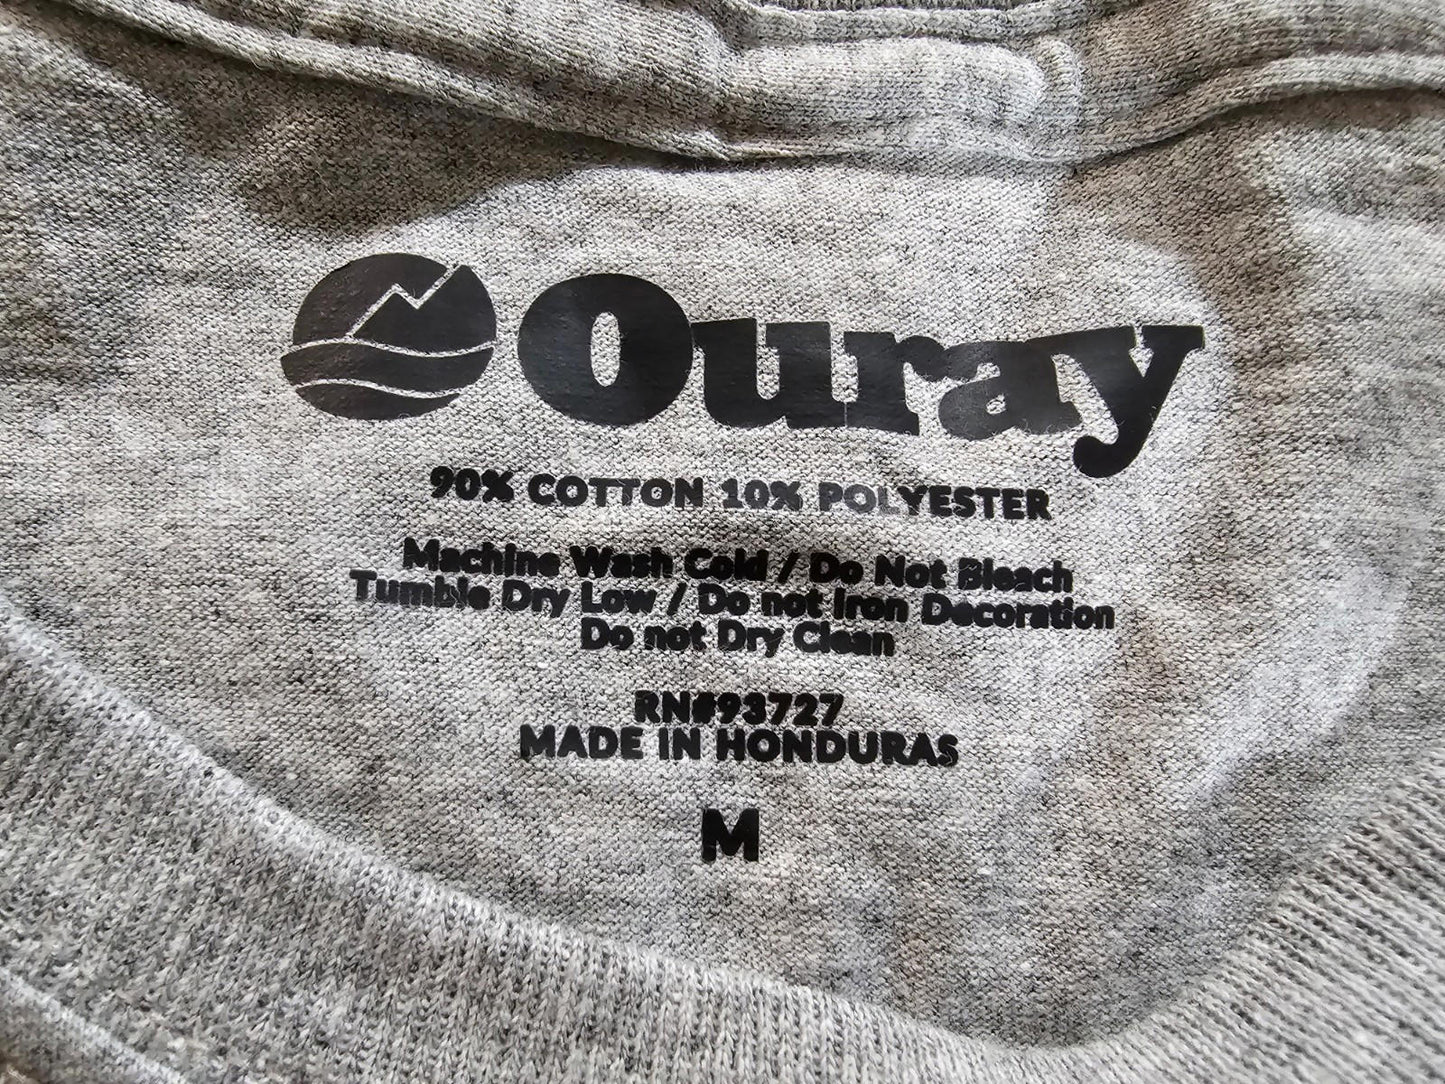 Ouray
90% COTTON 10% POLYESTER
Machine Wash Cold / Do Not Bleach
Tumble Dry Low / Do not Iron Decoration
Do not Dry Clean
RN#93727
MADE IN HONDURAS
M